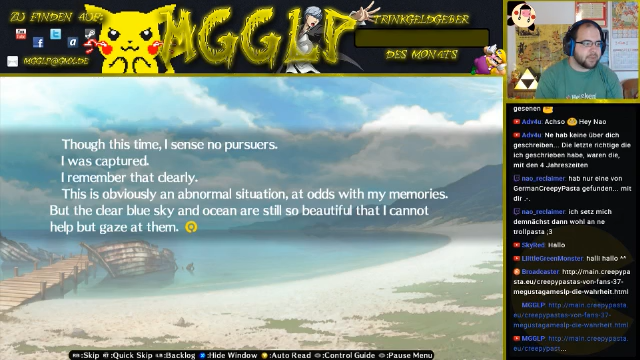 ZU FINDEN AUF:
MGGLP@GMX.DE
MGGLP
TRINKGELDGEBER
DES MONATS
Though this time, I sense no pursuers.
I was captured.
I remember that clearly.
This is obviously an abnormal situation, at odds with my memories.
But the clear blue sky and ocean are still so beautiful that I cannot
help but gaze at them.
:Skip :Quick Skip :Backlog :Hide Window :Auto Read :Control Guide :Pause Menu
gesehen
Adv4u: Achso Hey Nao
Adv4u: Ne hab keine über dich
geschreiben... Die letzte richtige die
ich geschrieben habe, waren die,
mit den 4 Jahreszeiten
nao_reclaimer: hab nur eine von
GermanCreepyPasta gefunden... mit
dir .-.
nao_reclaimer: ich setz mich
demnächst dann wohl an ne
trollpasta ;3
SkyRed: Hallo
LittleGreenMonster: halli hallo ^^
Broadcaster: http://main.creepypa
sta.eu/creepypastas-von-fans-37-
megustagameslp-die-wahrheit.html
MGGLP: http://main.creepypasta.
eu/creepypastas-von-fans-37-
megustagameslp-die-wahrheit.html
MGGLP: http://main.creepypasta.
eu/creepypast...